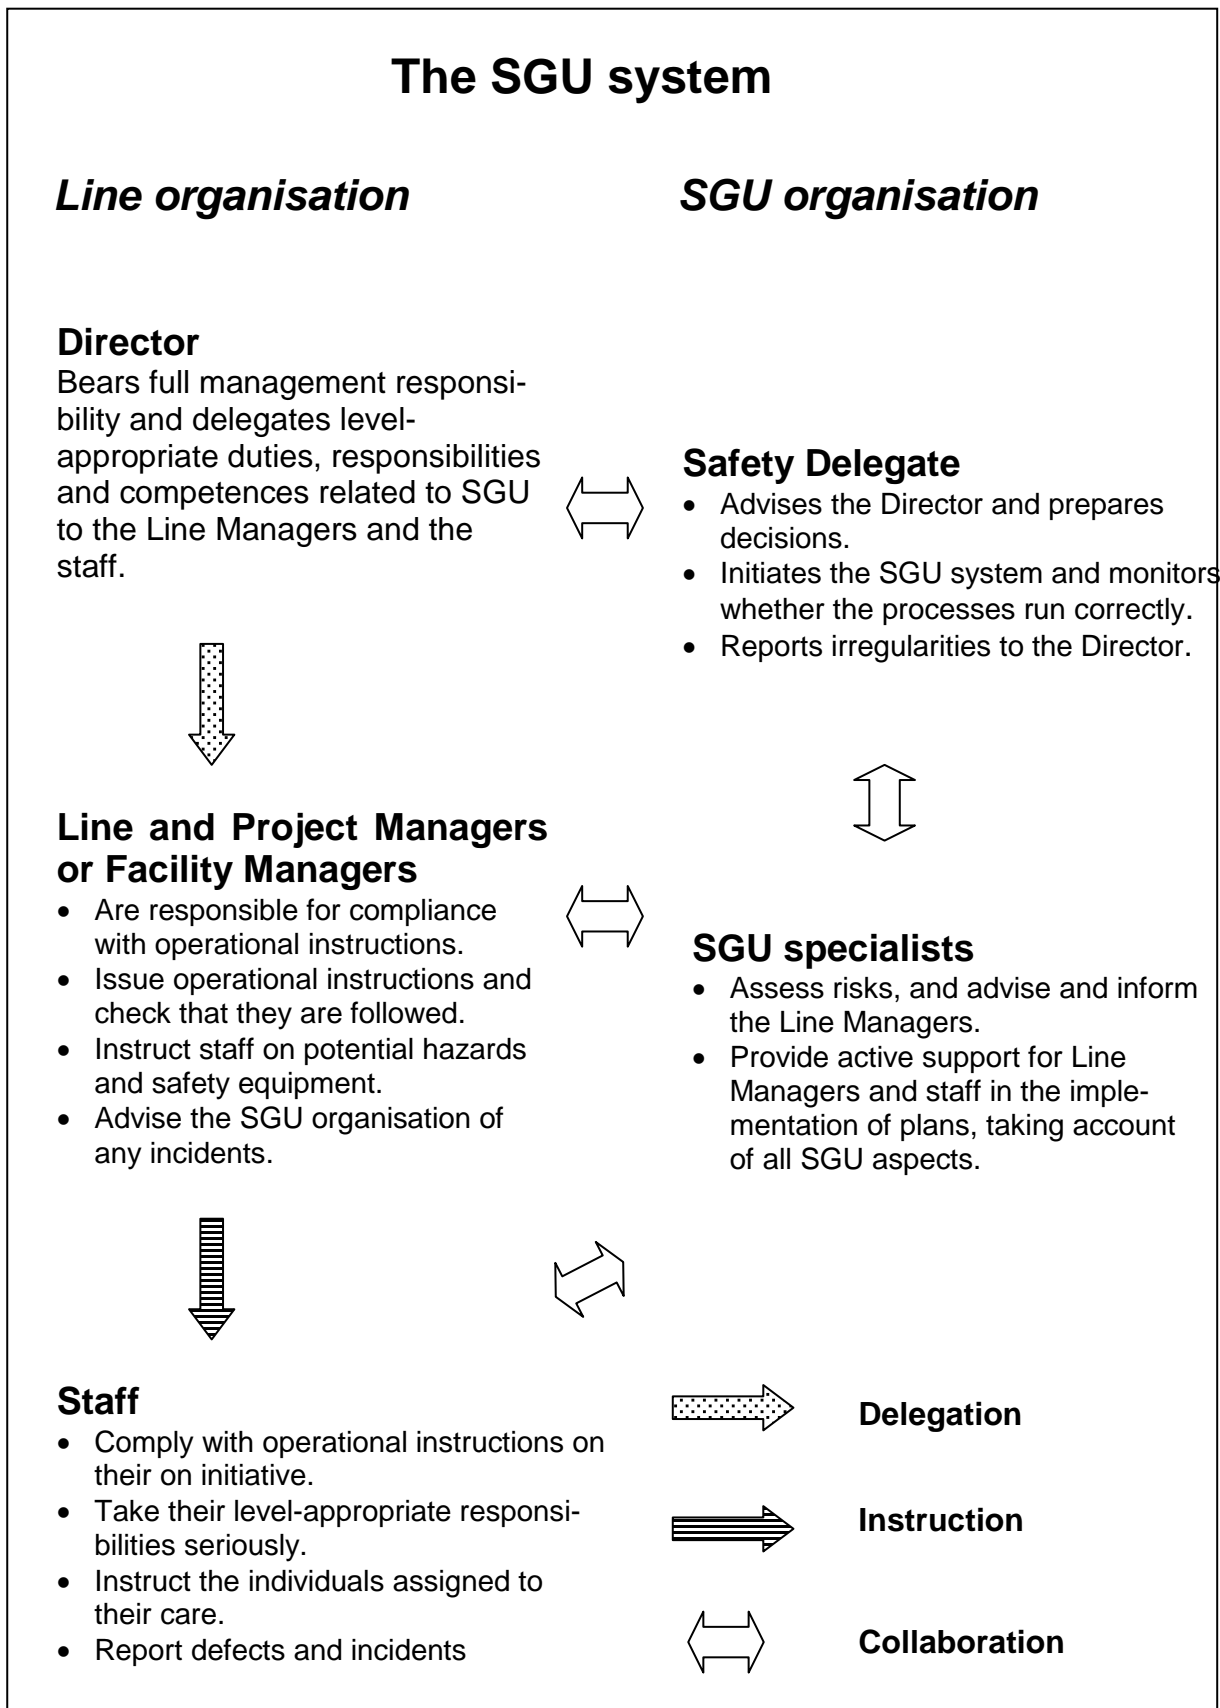 The SGU system
Line organisation
SGU organisation
Director
Bears full management responsi-
bility and delegates level-
appropriate duties, responsibilities
and competences related to SGU
to the Line Managers and the
staff.
Safety Delegate
• Advises the Director and prepares
decisions.
• Initiates the SGU system and monitors
whether the processes run correctly.
• Reports irregularities to the Director.
Line and Project Managers
or Facility Managers
• Are responsible for compliance
with operational instructions.
• Issue operational instructions and
check that they are followed.
• Instruct staff on potential hazards
and safety equipment.
• Advise the SGU organisation of
any incidents.
SGU specialists
• Assess risks, and advise and inform
the Line Managers.
• Provide active support for Line
Managers and staff in the imple-
mentation of plans, taking account
of all SGU aspects.
Staff
• Comply with operational instructions on
their on initiative.
• Take their level-appropriate responsi-
bilities seriously.
• Instruct the individuals assigned to
their care.
• Report defects and incidents
Delegation
Instruction
Collaboration